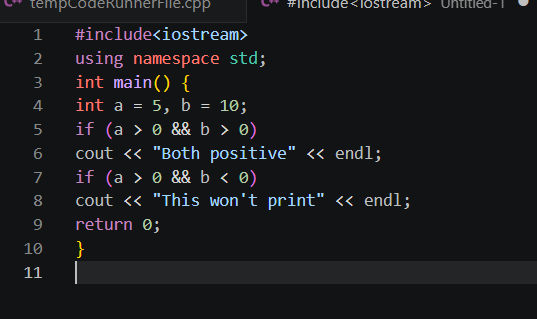 tempCodeRunnerFile.cpp #include<iostream> Untitled-1
1 #include<iostream>
2 using namespace std;
3 int main() {
4 int a = 5, b = 10;
5 if (a > 0 && b > 0)
6 cout << "Both positive" << endl;
7 if (a > 0 && b < 0)
8 cout << "This won't print" << endl;
9 return 0;
10 }
11